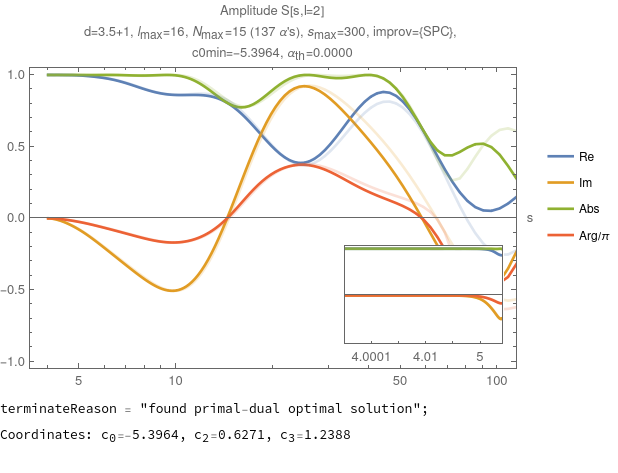 Amplitude S[s,l=2]
d=3.5+1, lmax=16, Nmax=15 (137 α's), smax=300, improv={SPC},
c0min=−5.3964, αth=0.0000
1.0
0.5
0.0
−0.5
−1.0
s
Re
Im
Abs
Arg/π
4.0001 4.01 5
5 10 50 100
terminateReason = "found primal-dual optimal solution";
Coordinates: c0=-5.3964, c2=0.6271, c3=1.2388